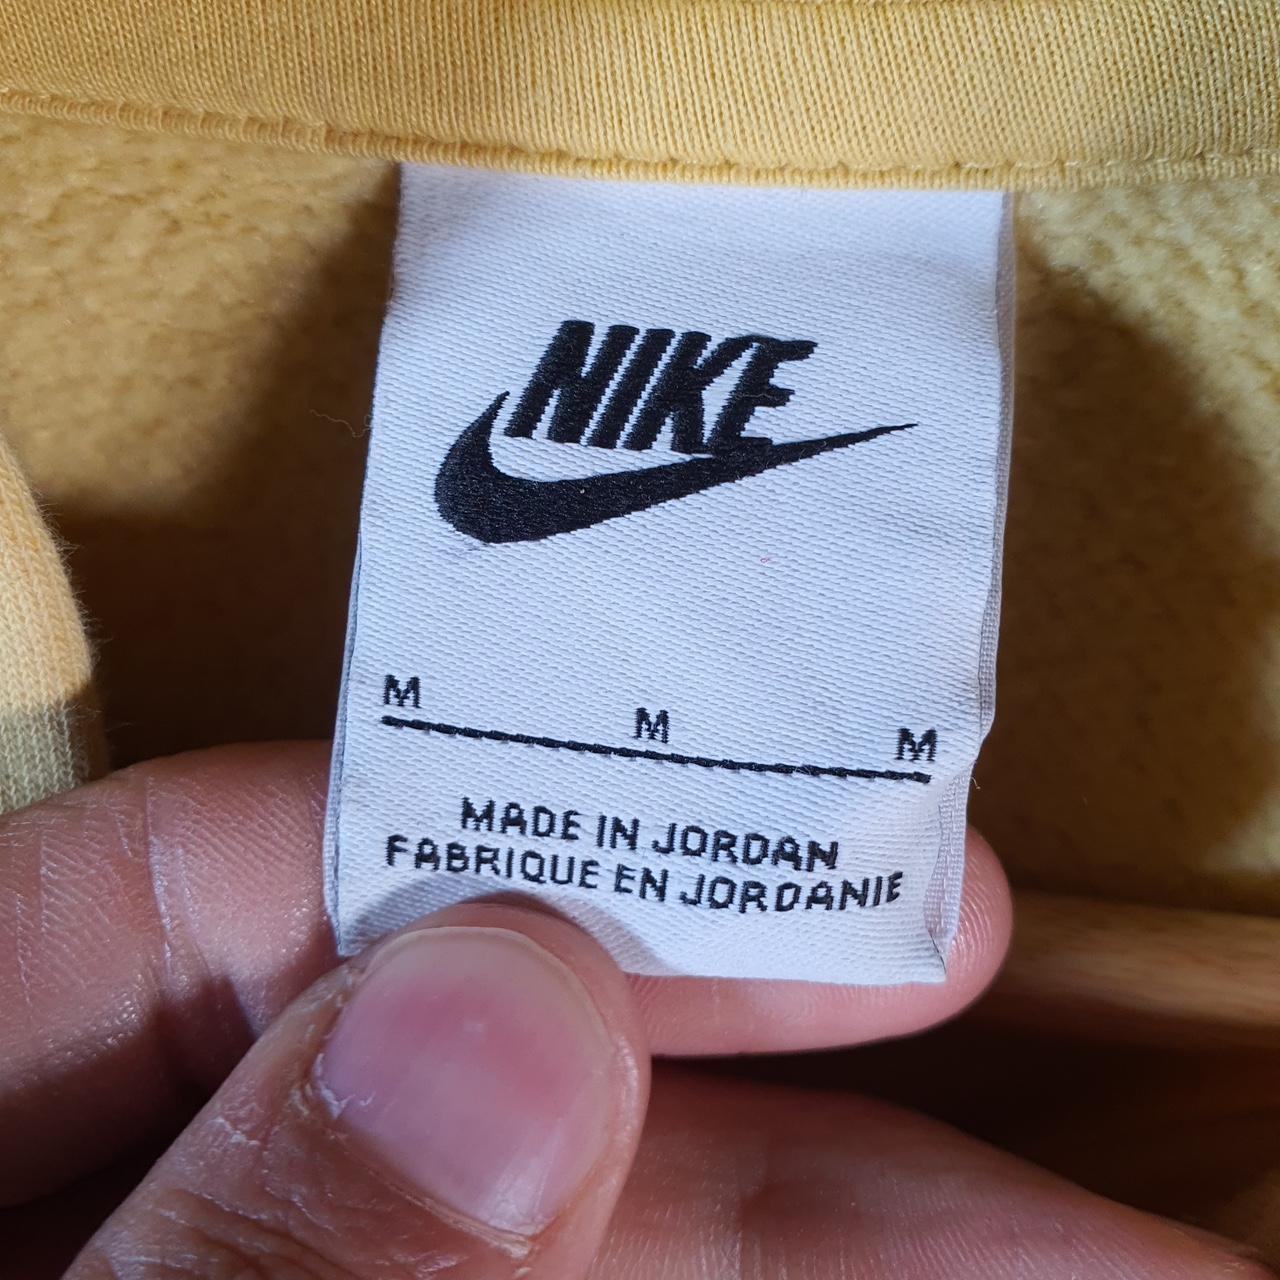 NIKE
M M M
MADE IN JORDAN
FABRIQUE EN JORDANIE